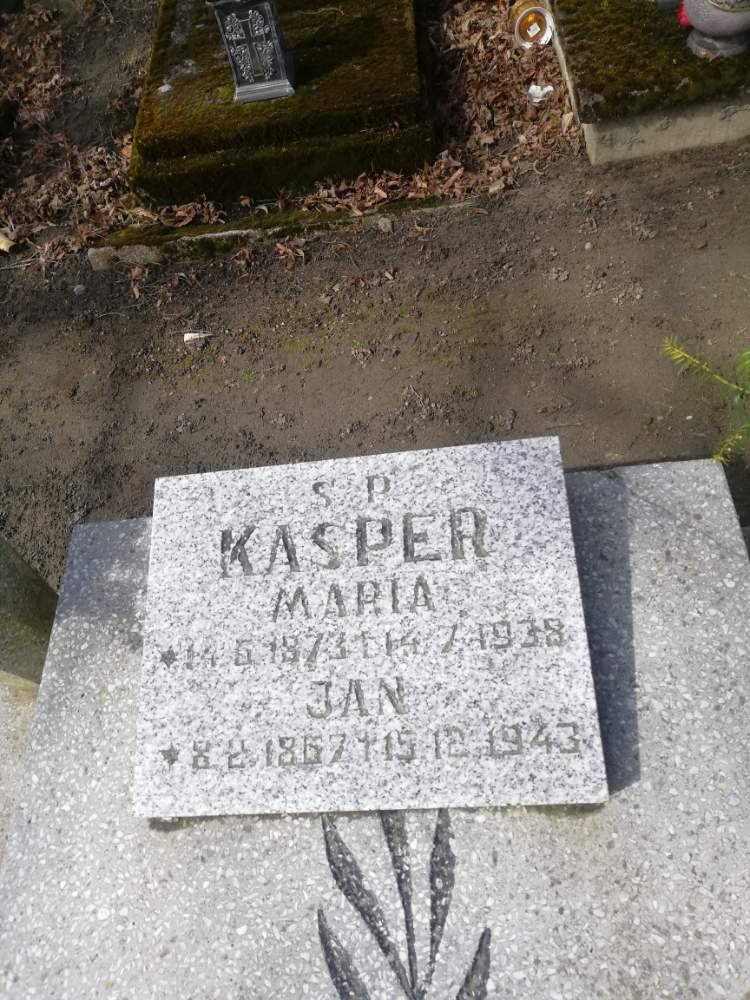 S P
KASPER
MARIA
* 14 6 1873 † 14 7 1938
JAN
* 8.2.1867 † 15 12 1943